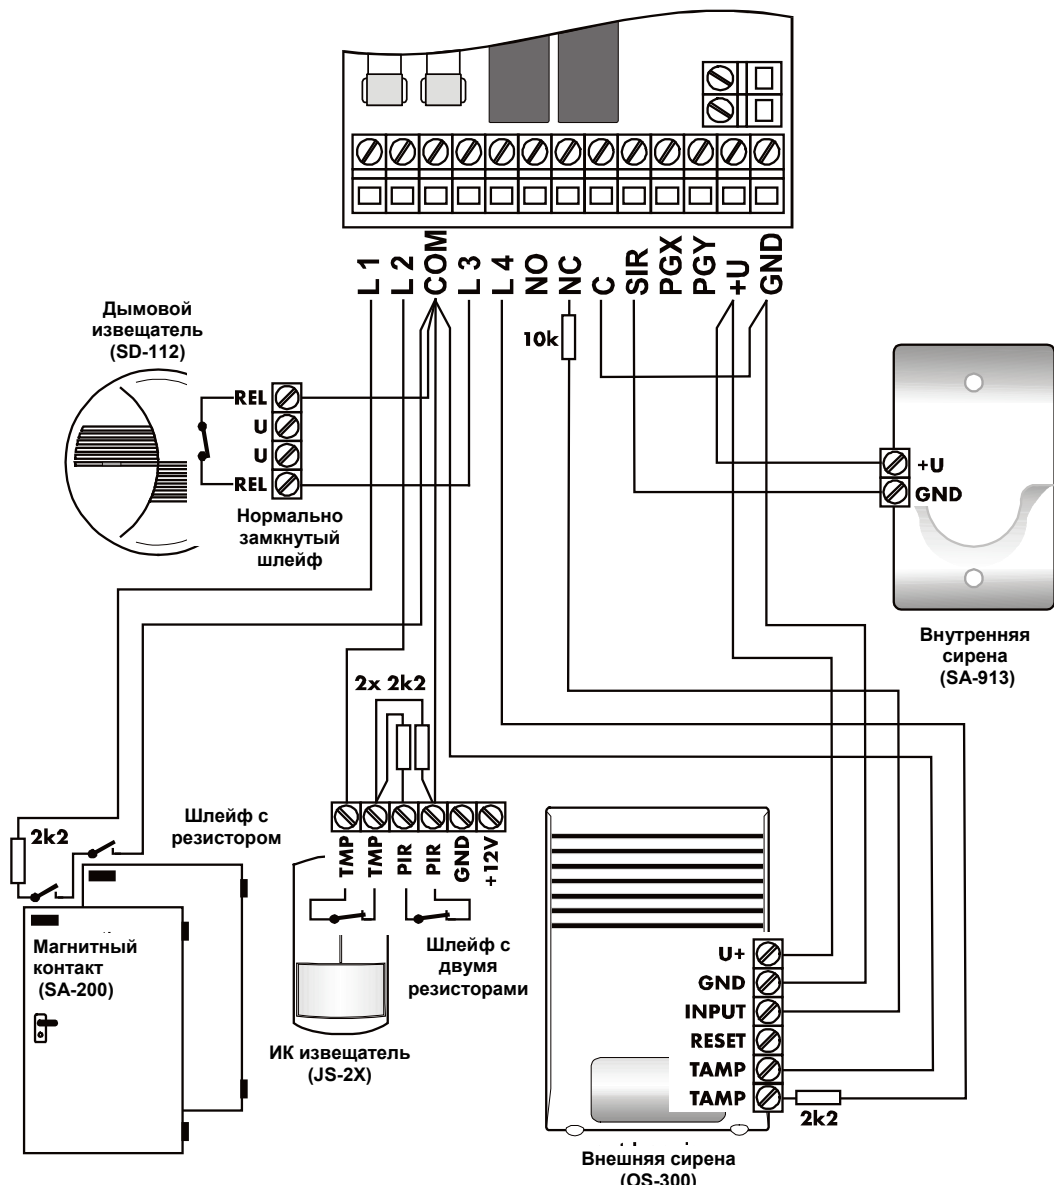 L 1
L 2
COM
L 3
L 4
NO
NC
C
SIR
PGX
PGY
+U
GND
Дымовой
извещатель
(SD-112)
10k
REL
U
U
REL
Нормально
замкнутый
шлейф
+U
GND
Внутренняя
сирена
(SA-913)
2x 2k2
Шлейф с
резистором
2k2
TMP
TMP
PIR
PIR
GND
+12V
Магнитный
контакт
(SA-200)
Шлейф с
двумя
резисторами
ИК извещатель
(JS-2X)
U+
GND
INPUT
RESET
TAMP
TAMP
2k2
Внешняя сирена
(OS-300)